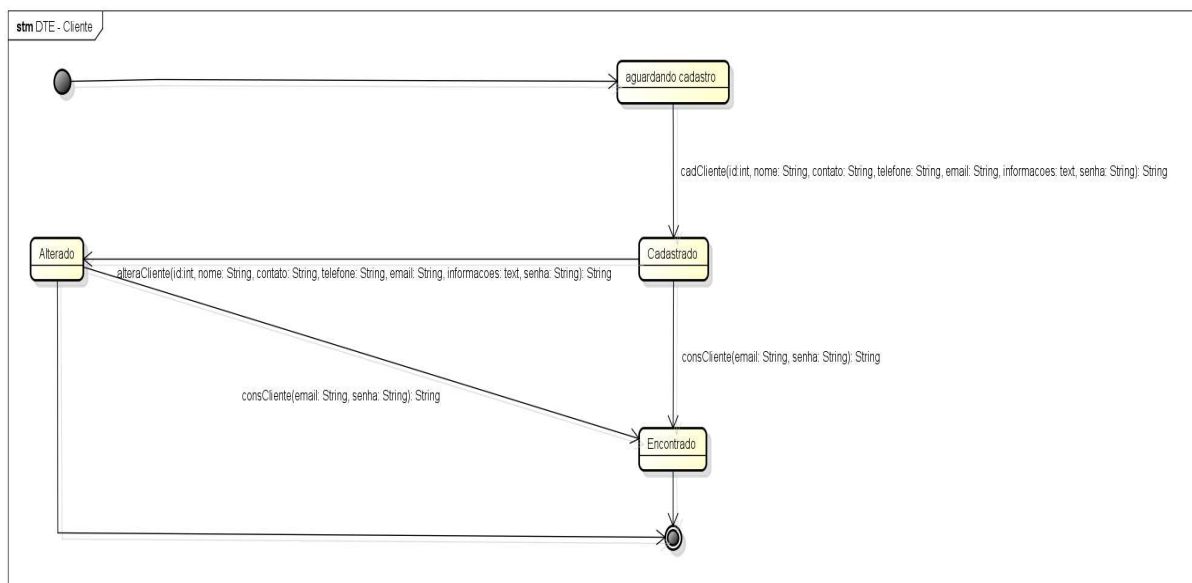 stm DTE - Cliente
aguardando cadastro
cadCliente(id:int, nome: String, contato: String, telefone: String, email: String, informacoes: text, senha: String): String
Alterado
Cadastrado
alteraCliente(id:int, nome: String, contato: String, telefone: String, email: String, informacoes: text, senha: String): String
consCliente(email: String, senha: String): String
consCliente(email: String, senha: String): String
Encontrado